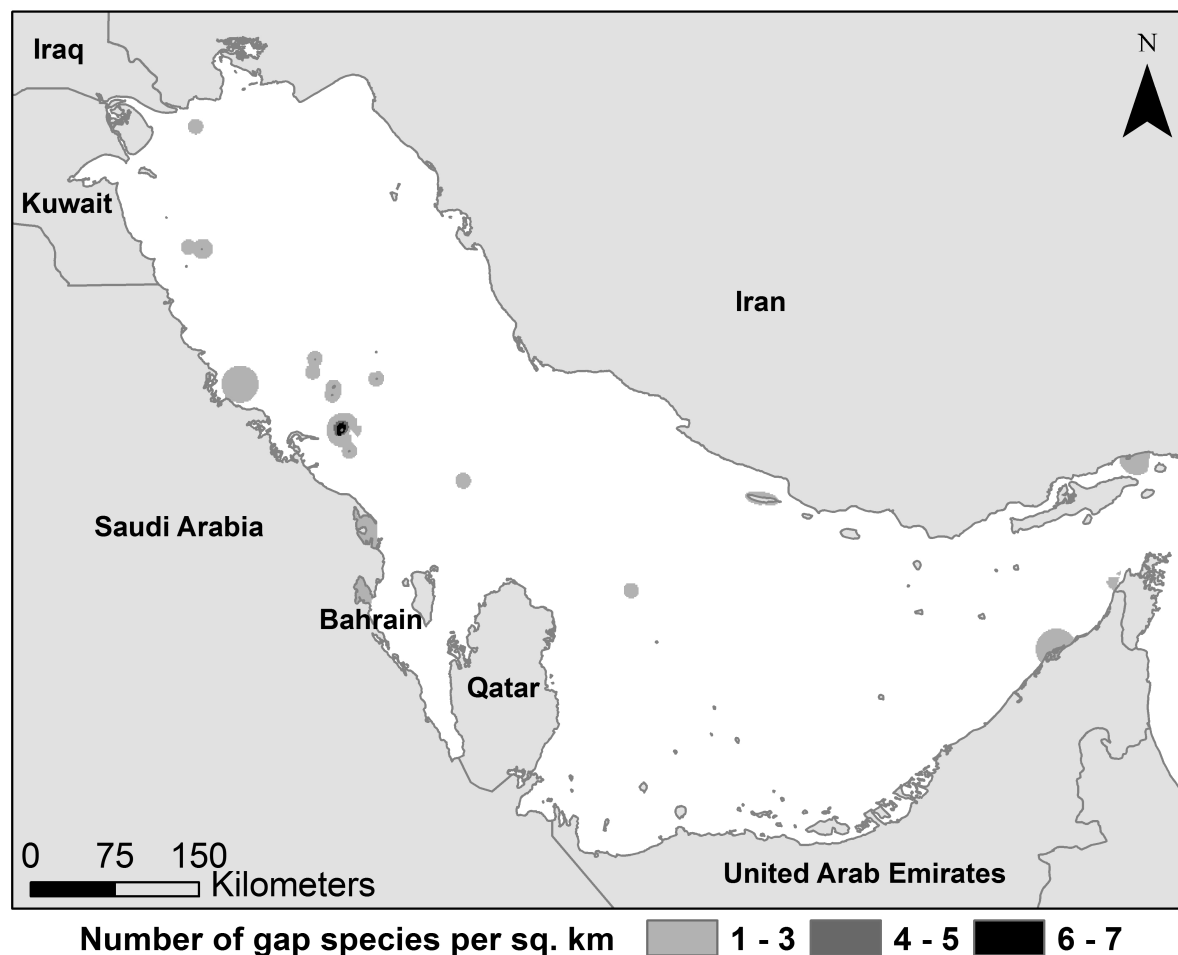 Iraq
N
Kuwait
Iran
Saudi Arabia
Bahrain
Qatar
0 75 150
Kilometers
United Arab Emirates
Number of gap species per sq. km 1 - 3 4 - 5 6 - 7